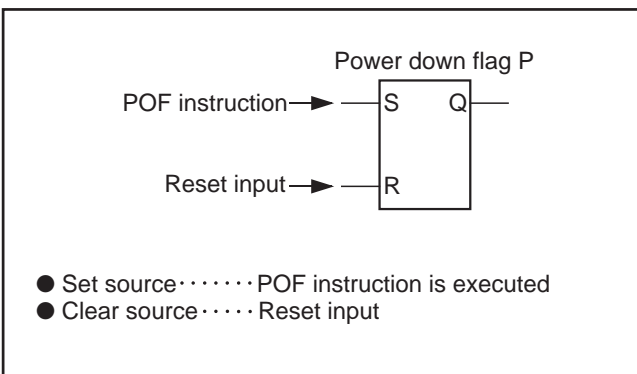 Power down flag P
POF instruction
S Q
Reset input
R
● Set source・・・・・・・POF instruction is executed
● Clear source・・・・・Reset input